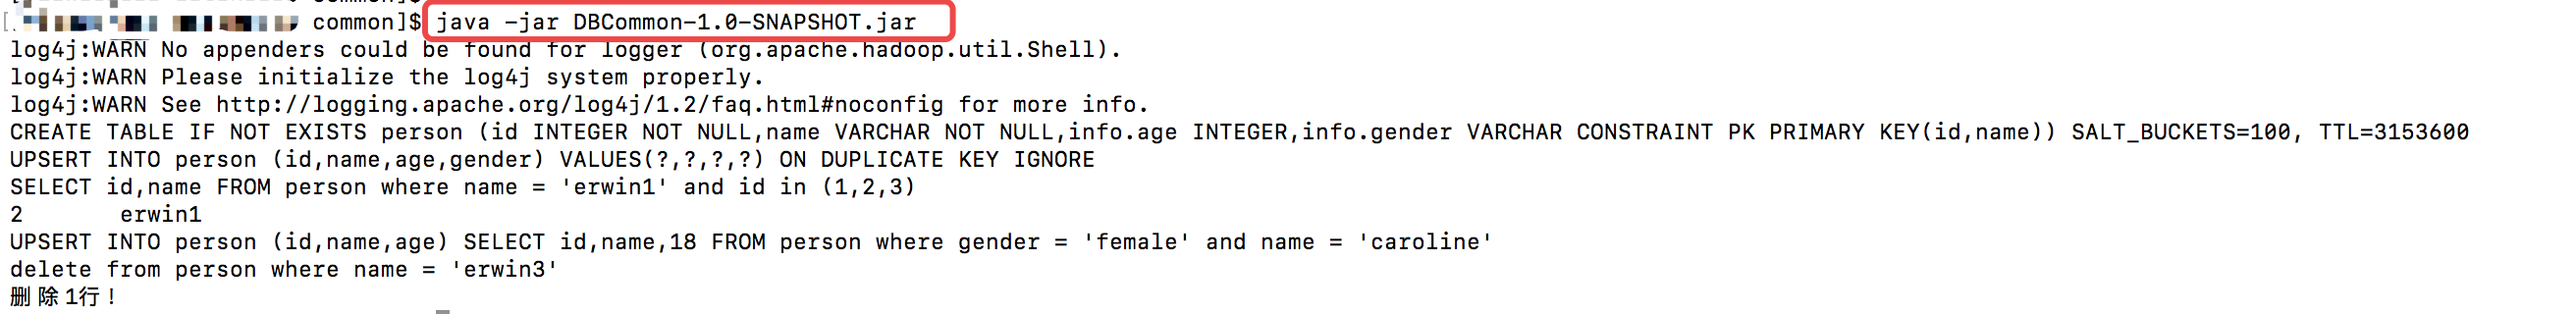 common]$ java -jar DBCommon-1.0-SNAPSHOT.jar
log4j:WARN No appenders could be found for logger (org.apache.hadoop.util.Shell).
log4j:WARN Please initialize the log4j system properly.
log4j:WARN See http://logging.apache.org/log4j/1.2/faq.html#noconfig for more info.
CREATE TABLE IF NOT EXISTS person (id INTEGER NOT NULL,name VARCHAR NOT NULL,info.age INTEGER,info.gender VARCHAR CONSTRAINT PK PRIMARY KEY(id,name)) SALT_BUCKETS=100, TTL=3153600
UPSERT INTO person (id,name,age,gender) VALUES(?,?,?,?) ON DUPLICATE KEY IGNORE
SELECT id,name FROM person where name = 'erwin1' and id in (1,2,3)
2       erwin1
UPSERT INTO person (id,name,age) SELECT id,name,18 FROM person where gender = 'female' and name = 'caroline'
delete from person where name = 'erwin3'
删除1行！